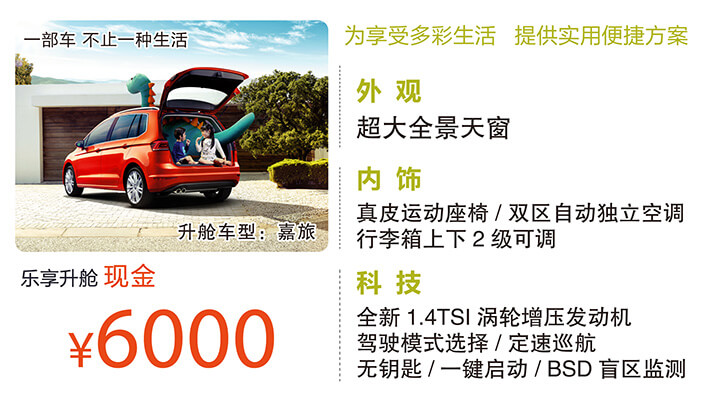 一部车 不止一种生活
升舱车型：嘉旅
乐享升舱 现金
¥6000
为享受多彩生活 提供实用便捷方案
外观
超大全景天窗
内饰
真皮运动座椅 / 双区自动独立空调
行李箱上下 2 级可调
科技
全新 1.4TSI 涡轮增压发动机
驾驶模式选择 / 定速巡航
无钥匙 / 一键启动 / BSD 盲区监测